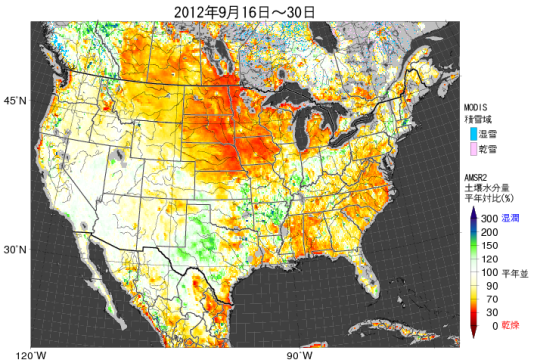 2012年9月16日～30日
45°N
30°N
120°W
90°W
MODIS
積雪域
湿雪
乾雪
AMSR2
土壌水分量
平年対比(%)
300 湿潤
200
150
120
100 平年並
90
70
30
0 乾燥